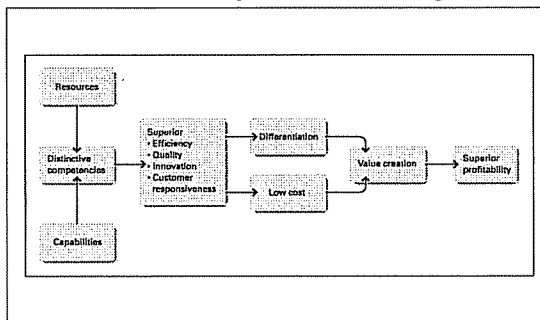 Resources
Distinctive
competencies
Capabilities
Superior
• Efficiency
• Quality
• Innovation
• Customer
responsiveness
Differentiation
Low cost
Value creation
Superior
profitability